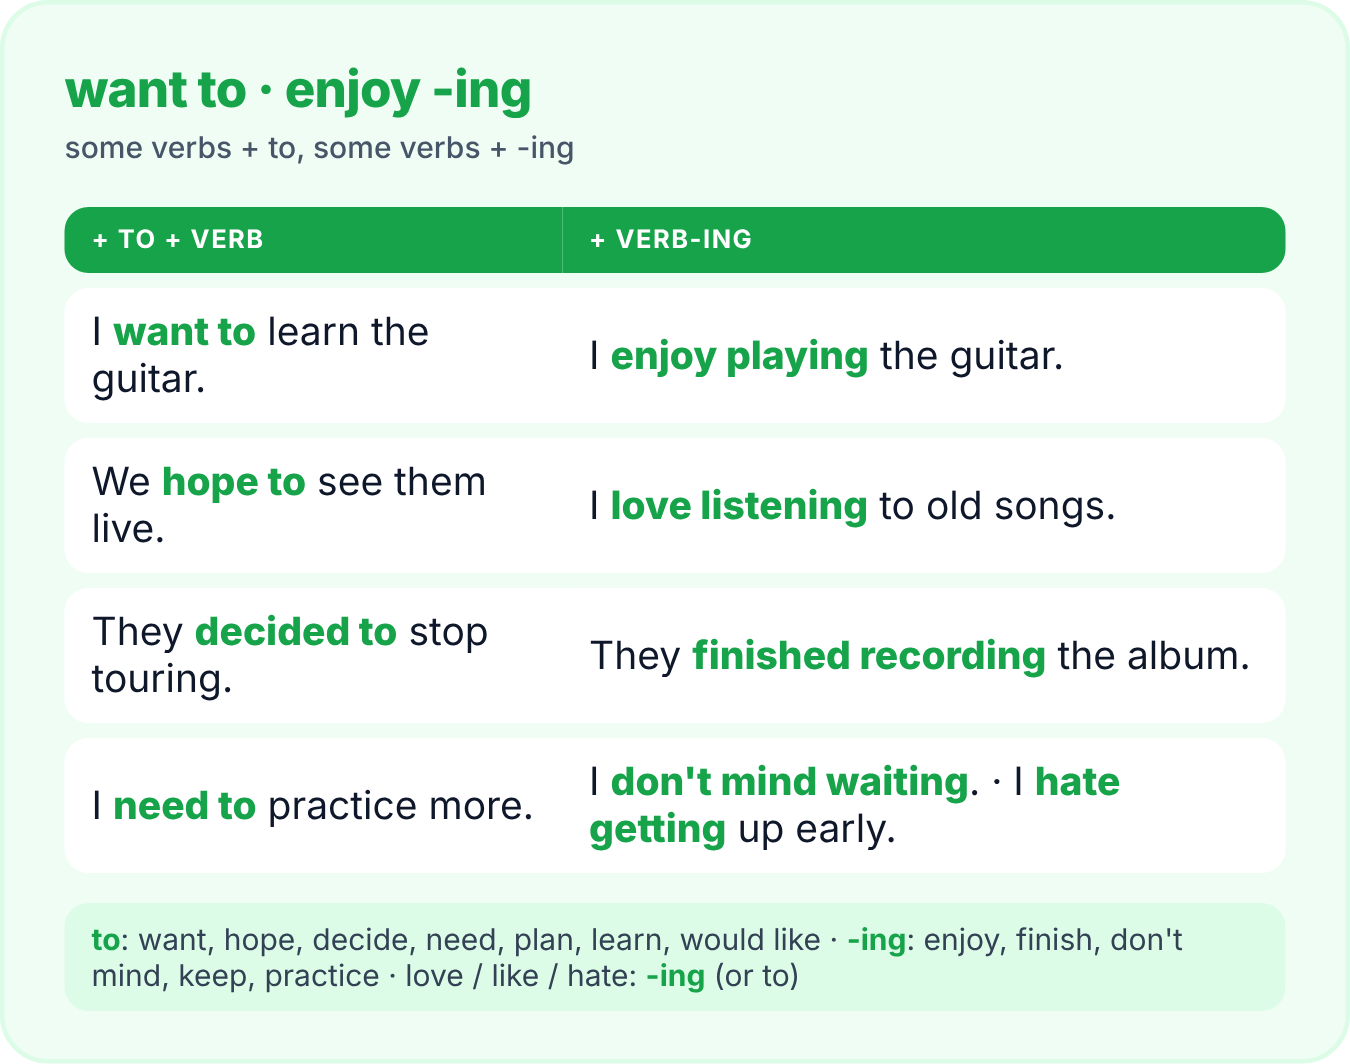 want to · enjoy -ing
some verbs + to, some verbs + -ing
+ TO + VERB
+ VERB-ING
I want to learn the
guitar.
I enjoy playing the guitar.
We hope to see them
live.
I love listening to old songs.
They decided to stop
touring.
They finished recording the album.
I need to practice more.
I don't mind waiting. · I hate
getting up early.
to: want, hope, decide, need, plan, learn, would like · -ing: enjoy, finish, don't
mind, keep, practice · love / like / hate: -ing (or to)